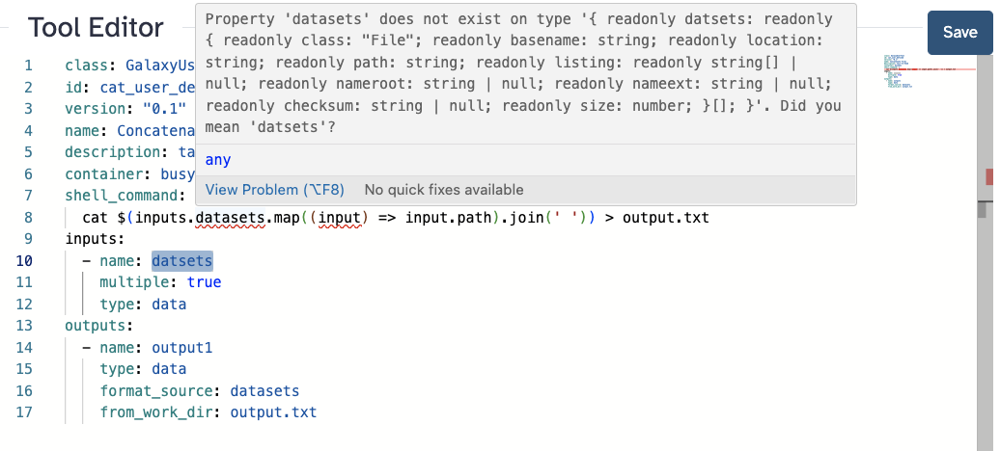 Tool Editor
Property 'datasets' does not exist on type '{ readonly datsets: readonly
{ readonly class: "File"; readonly basename: string; readonly location:
string; readonly path: string; readonly listing: readonly string[] |
null; readonly nameroot: string | null; readonly nameext: string | null;
readonly checksum: string | null; readonly size: number; }[]; }'. Did you
mean 'datsets'?
any
View Problem (⌥F8) No quick fixes available
Save
1 class: GalaxyUs
2 id: cat_user_de
3 version: "0.1"
4 name: Concatena
5 description: ta
6 container: busy
7 shell_command:
8 cat $(inputs.datasets.map((input) => input.path).join(' ')) > output.txt
9 inputs:
10 - name: datsets
11 multiple: true
12 type: data
13 outputs:
14 - name: output1
15 type: data
16 format_source: datasets
17 from_work_dir: output.txt